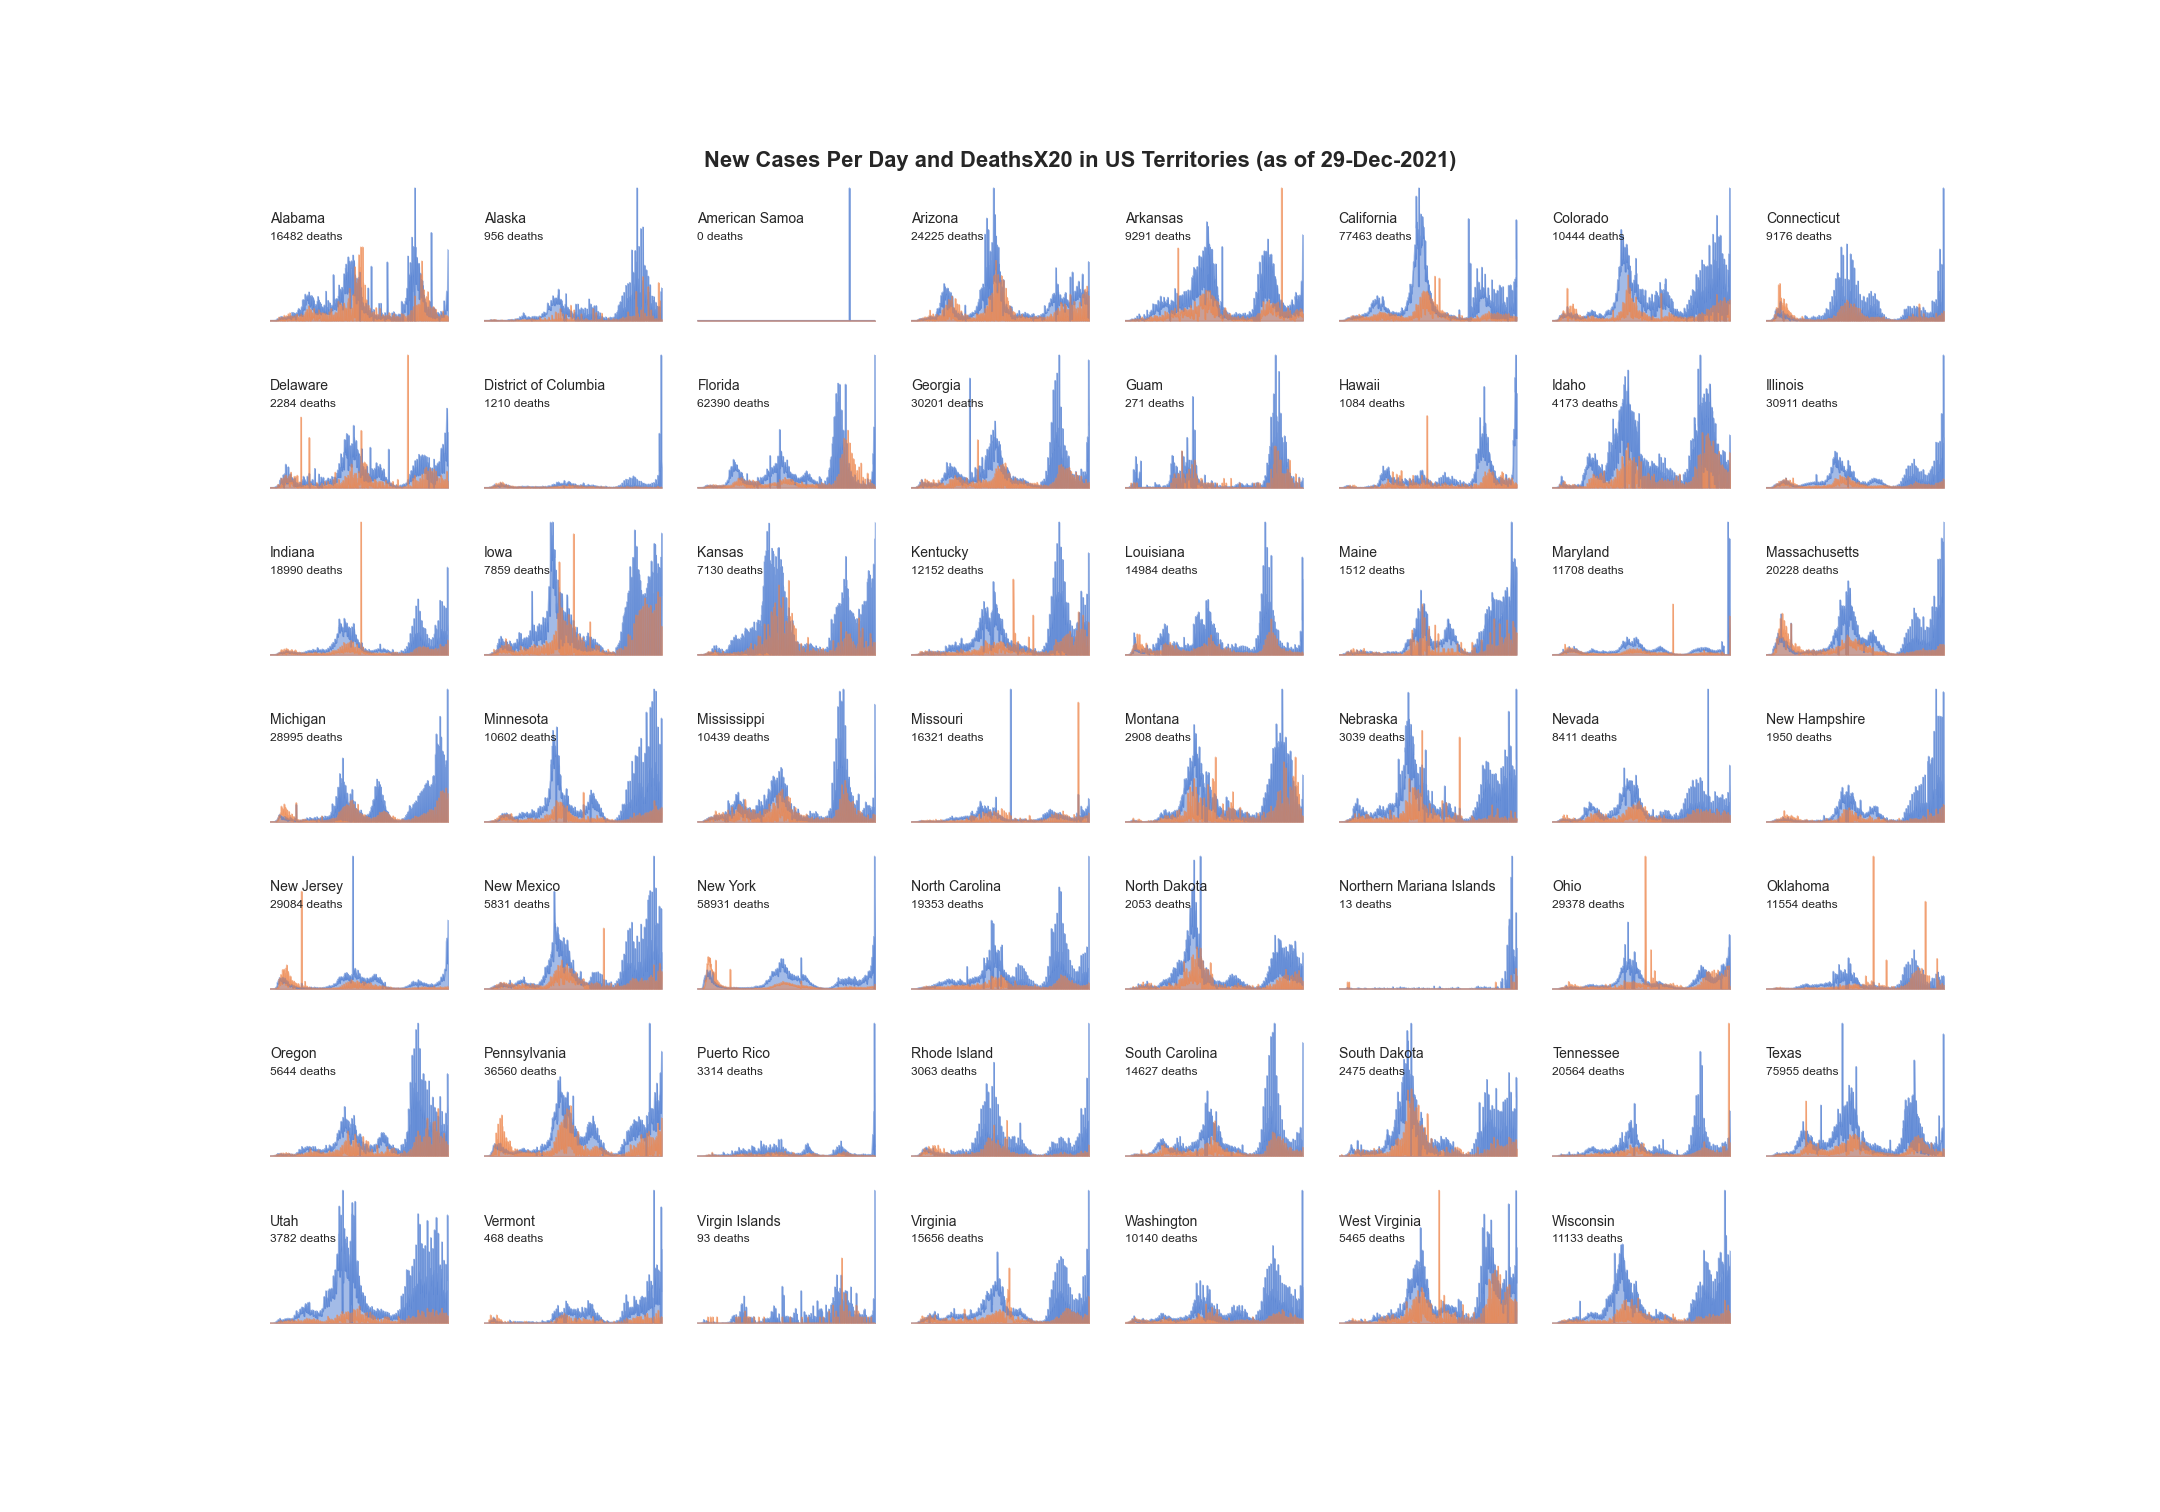 New Cases Per Day and DeathsX20 in US Territories (as of 29-Dec-2021)
Alabama
16482 deaths
Alaska
956 deaths
American Samoa
0 deaths
Arizona
24225 deaths
Arkansas
9291 deaths
California
77463 deaths
Colorado
10444 deaths
Connecticut
9176 deaths
Delaware
2284 deaths
District of Columbia
1210 deaths
Florida
62390 deaths
Georgia
30201 deaths
Guam
271 deaths
Hawaii
1084 deaths
Idaho
4173 deaths
Illinois
30911 deaths
Indiana
18990 deaths
Iowa
7859 deaths
Kansas
7130 deaths
Kentucky
12152 deaths
Louisiana
14984 deaths
Maine
1512 deaths
Maryland
11708 deaths
Massachusetts
20228 deaths
Michigan
28995 deaths
Minnesota
10602 deaths
Mississippi
10439 deaths
Missouri
16321 deaths
Montana
2908 deaths
Nebraska
3039 deaths
Nevada
8411 deaths
New Hampshire
1950 deaths
New Jersey
29084 deaths
New Mexico
5831 deaths
New York
58931 deaths
North Carolina
19353 deaths
North Dakota
2053 deaths
Northern Mariana Islands
13 deaths
Ohio
29378 deaths
Oklahoma
11554 deaths
Oregon
5644 deaths
Pennsylvania
36560 deaths
Puerto Rico
3314 deaths
Rhode Island
3063 deaths
South Carolina
14627 deaths
South Dakota
2475 deaths
Tennessee
20564 deaths
Texas
75955 deaths
Utah
3782 deaths
Vermont
468 deaths
Virgin Islands
93 deaths
Virginia
15656 deaths
Washington
10140 deaths
West Virginia
5465 deaths
Wisconsin
11133 deaths